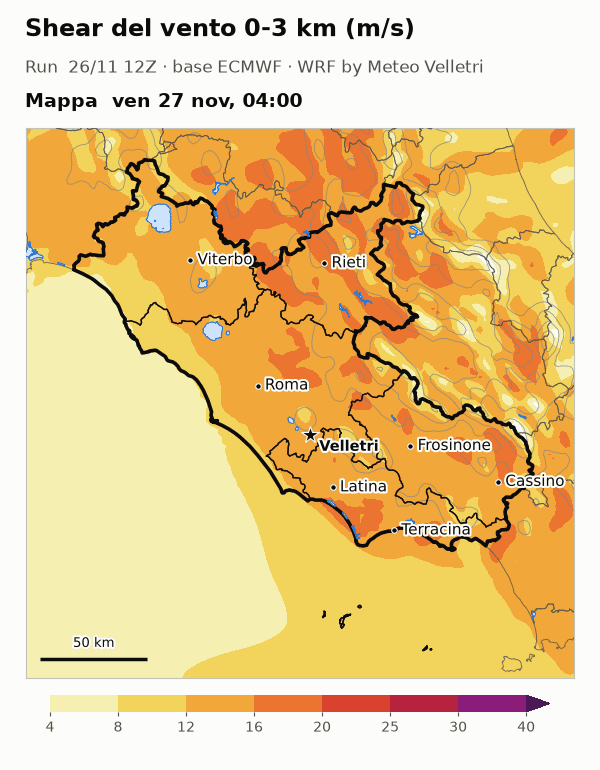 Shear del vento 0-3 km (m/s)
Run  26/11 12Z · base ECMWF · WRF by Meteo Velletri
Mappa  ven 27 nov, 04:00
Viterbo
Rieti
Roma
Velletri
Frosinone
Cassino
Latina
Terracina
50 km
4 8 12 16 20 25 30 40